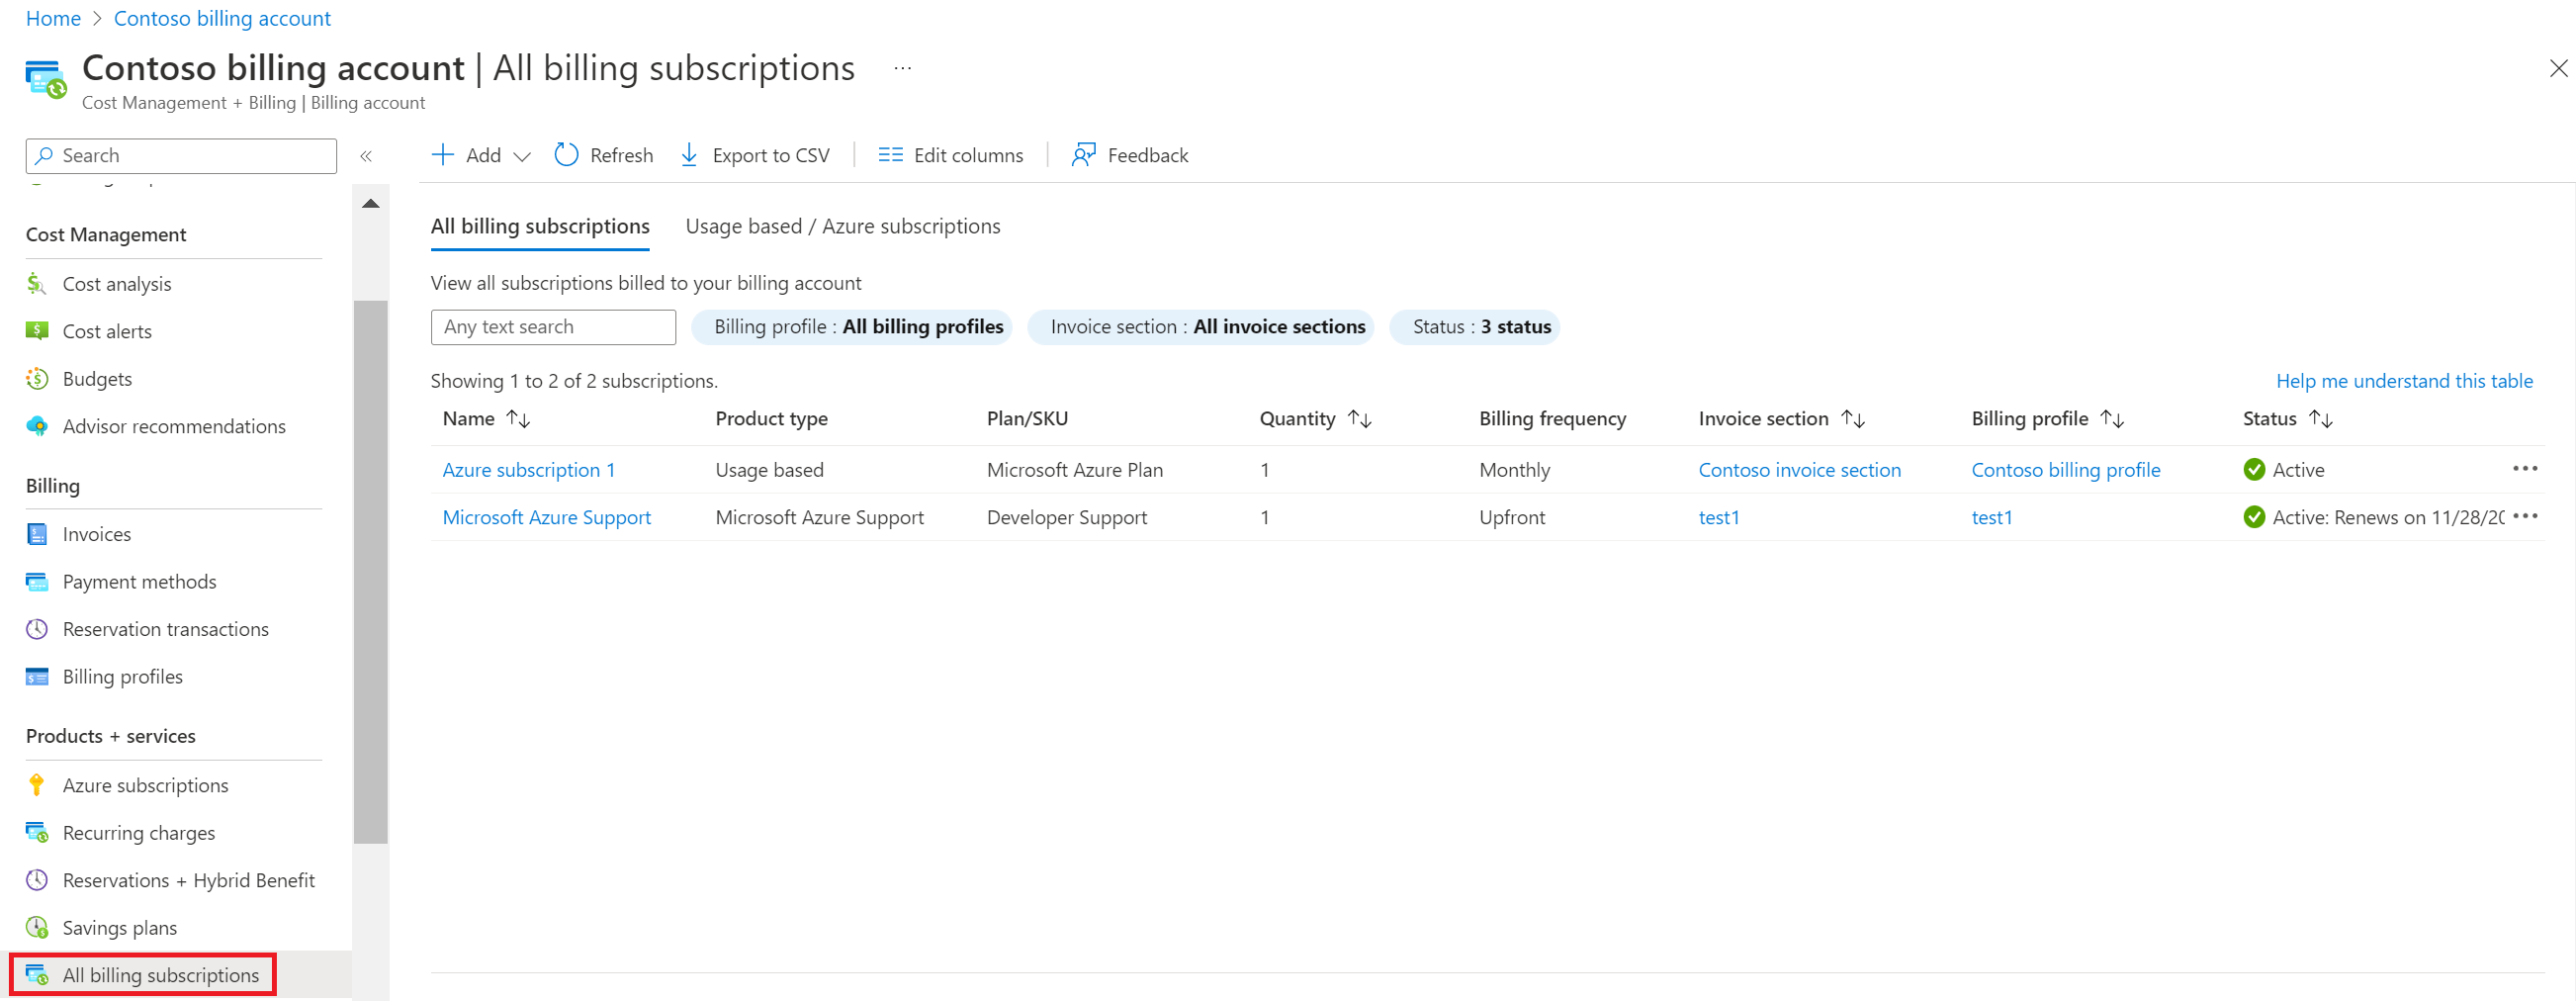 Home > Contoso billing account
Contoso billing account | All billing subscriptions ...
Cost Management + Billing | Billing account
Search «
Cost Management
Cost analysis
Cost alerts
Budgets
Advisor recommendations
Billing
Invoices
Payment methods
Reservation transactions
Billing profiles
Products + services
Azure subscriptions
Recurring charges
Reservations + Hybrid Benefit
Savings plans
All billing subscriptions
Add Refresh Export to CSV Edit columns Feedback
All billing subscriptions Usage based / Azure subscriptions
View all subscriptions billed to your billing account
Any text search Billing profile : All billing profiles Invoice section : All invoice sections Status : 3 status
Showing 1 to 2 of 2 subscriptions. Help me understand this table
Name Product type Plan/SKU Quantity Billing frequency Invoice section Billing profile Status
Azure subscription 1 Usage based Microsoft Azure Plan 1 Monthly Contoso invoice section Contoso billing profile Active ...
Microsoft Azure Support Microsoft Azure Support Developer Support 1 Upfront test1 test1 Active: Renews on 11/28/20 ...